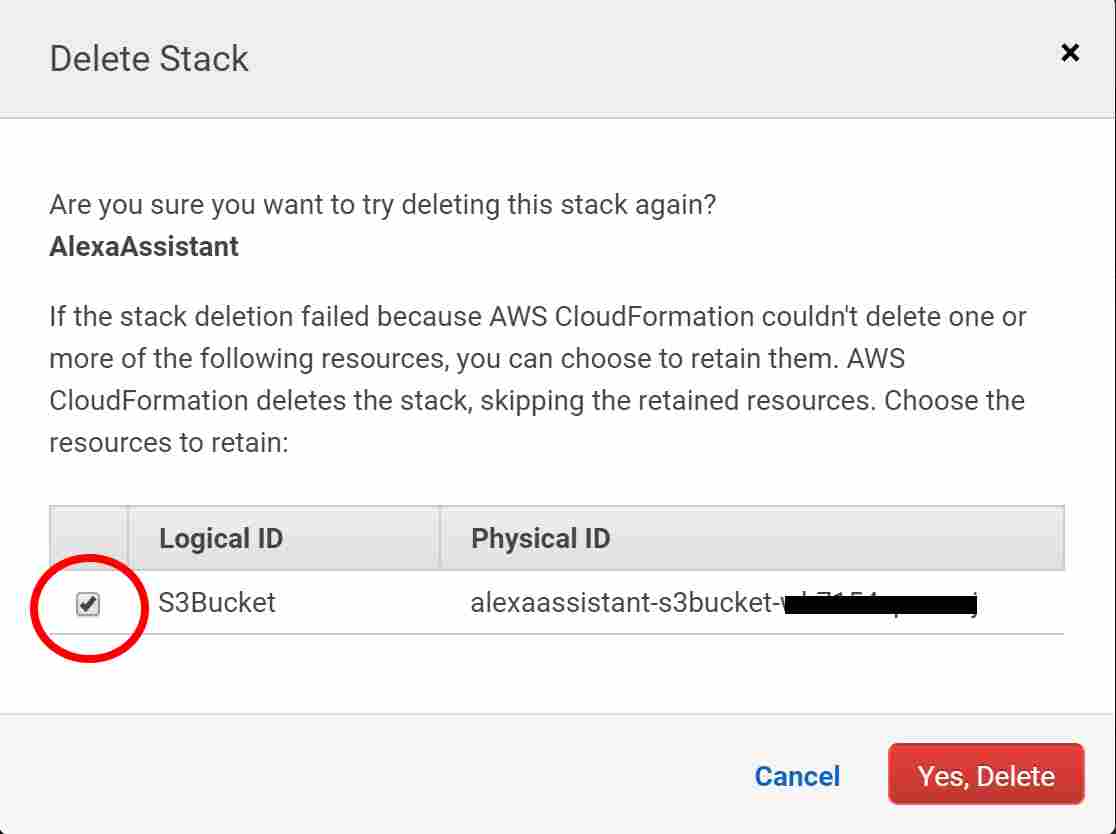 Delete Stack
Are you sure you want to try deleting this stack again?
AlexaAssistant
If the stack deletion failed because AWS CloudFormation couldn't delete one or
more of the following resources, you can choose to retain them. AWS
CloudFormation deletes the stack, skipping the retained resources. Choose the
resources to retain:
Logical ID Physical ID
S3Bucket alexaassistant-s3bucket-
Cancel Yes, Delete